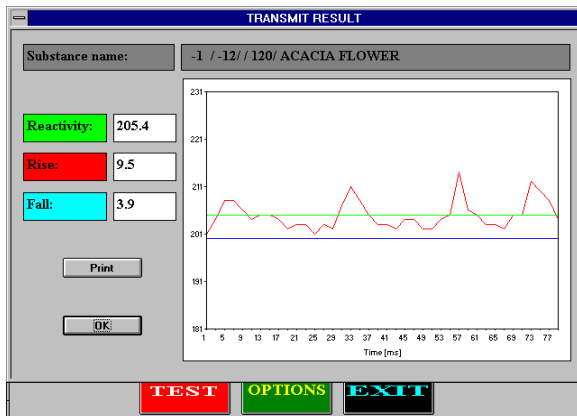 TRANSMIT RESULT
Substance name:
-1 / -12/ / 120/ ACACIA FLOWER
Reactivity: 205.4
Rise: 9.5
Fall: 3.9
Print
OK
231
221
211
201
191
181
1 5 9 13 17 21 25 29 33 37 41 45 49 53 57 61 65 69 73 77
Time [ms]
TEST OPTIONS EXIT